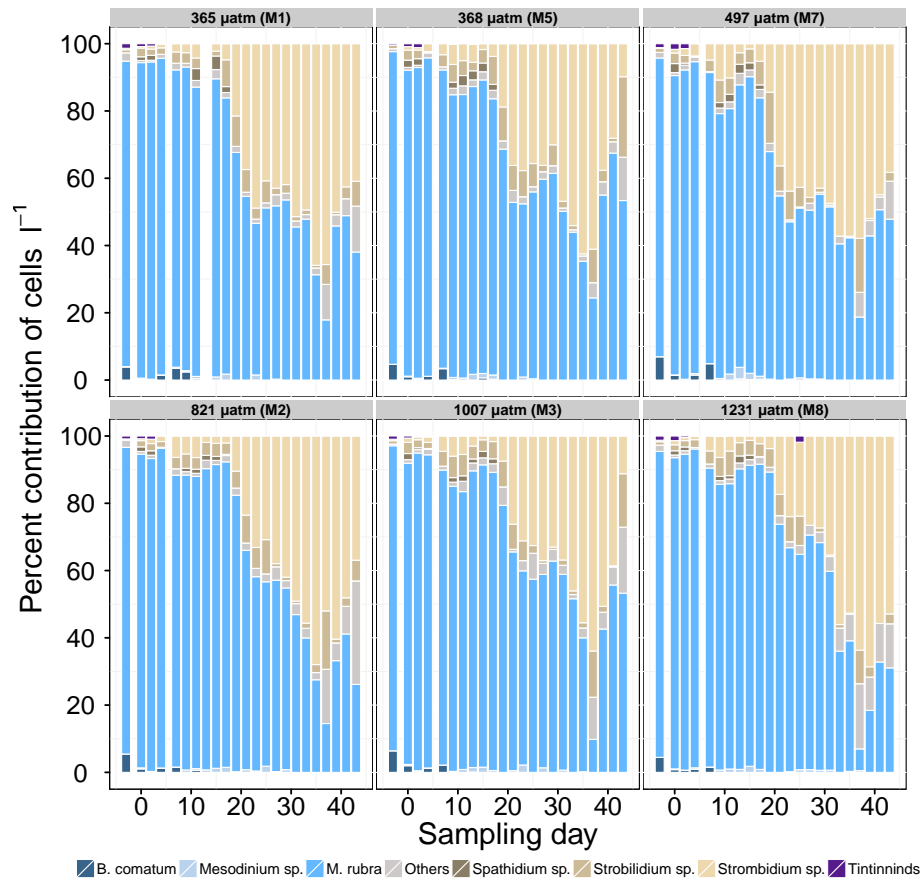 365 µatm (M1) 368 µatm (M5) 497 µatm (M7)
100
80
60
40
20
0
821 µatm (M2) 1007 µatm (M3) 1231 µatm (M8)
100
80
60
40
20
0
Percent contribution of cells l⁻¹
0 10 20 30 40 0 10 20 30 40 0 10 20 30 40
Sampling day
B. comatum Mesodinium sp. M. rubra Others Spathidium sp. Strobilidium sp. Strombidium sp. Tintinnids